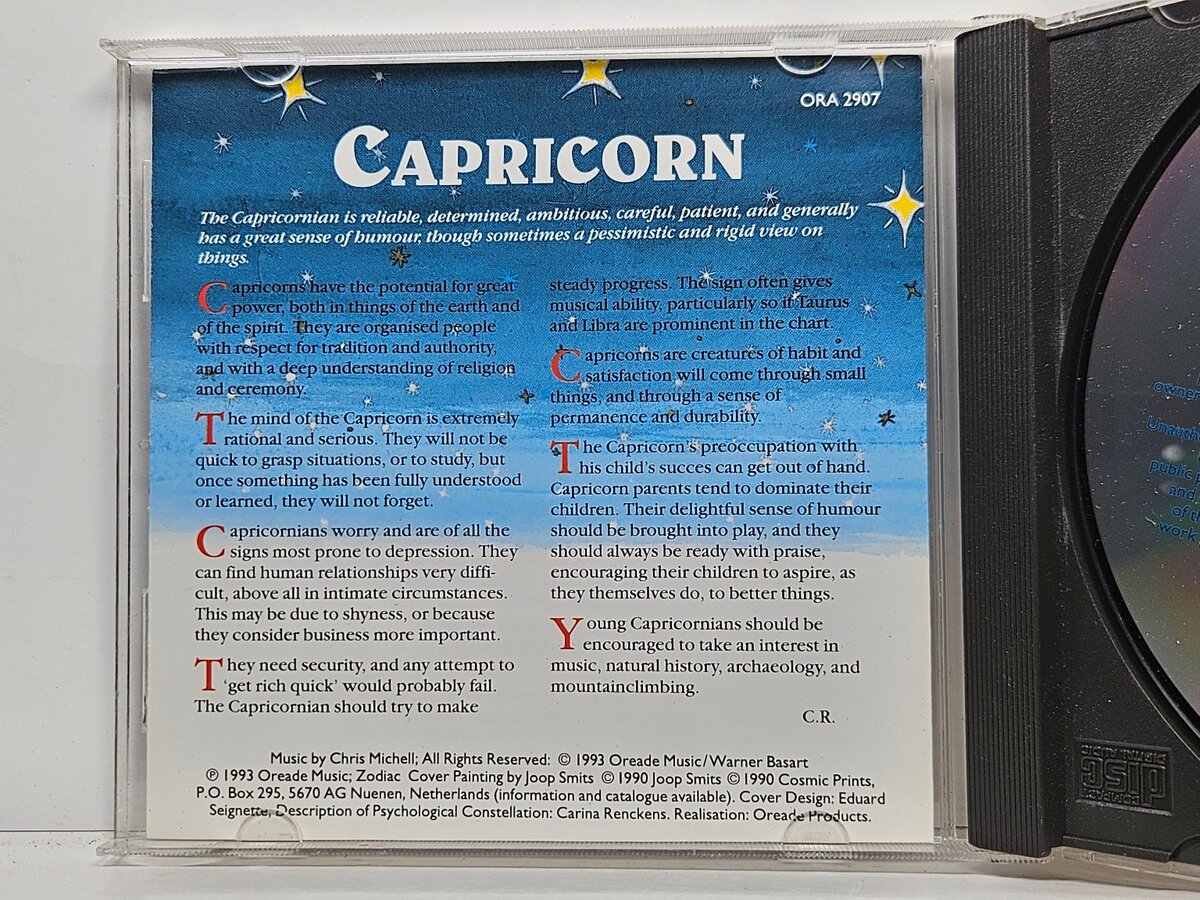 ORA 2907
CAPRICORN
The Capricornian is reliable, determined, ambitious, careful, patient, and generally
has a great sense of humour, though sometimes a pessimistic and rigid view on
things.
Capricorns have the potential for great
power, both in things of the earth and
of the spirit. They are organised people
with respect for tradition and authority,
and with a deep understanding of religion
and ceremony.
The mind of the Capricorn is extremely
rational and serious. They will not be
quick to grasp situations, or to study, but
once something has been fully understood
or learned, they will not forget.
Capricornians worry and are of all the
signs most prone to depression. They
can find human relationships very diffi-
cult, above all in intimate circumstances.
This may be due to shyness, or because
they consider business more important.
They need security, and any attempt to
'get rich quick' would probably fail.
The Capricornian should try to make
steady progress. The sign often gives
musical ability, particularly so if Taurus
and Libra are prominent in the chart.
Capricorns are creatures of habit and
satisfaction will come through small
things, and through a sense of
permanence and durability.
The Capricorn's preoccupation with
his child's succes can get out of hand.
Capricorn parents tend to dominate their
children. Their delightful sense of humour
should be brought into play, and they
should always be ready with praise,
encouraging their children to aspire, as
they themselves do, to better things.
Young Capricornians should be
encouraged to take an interest in
music, natural history, archaeology, and
mountainclimbing.
C.R.
Music by Chris Michell; All Rights Reserved: © 1993 Oreade Music/Warner Basart
℗ 1993 Oreade Music; Zodiac Cover Painting by Joop Smits © 1990 Joop Smits © 1990 Cosmic Prints,
P.O. Box 295, 5670 AG Nuenen, Netherlands (information and catalogue available). Cover Design: Eduard
Seignette, Description of Psychological Constellation: Carina Renckens. Realisation: Oreade Products.
owner
Unauth
public p
and
of th
work
COMPACT
disc
DIGITAL AUDIO